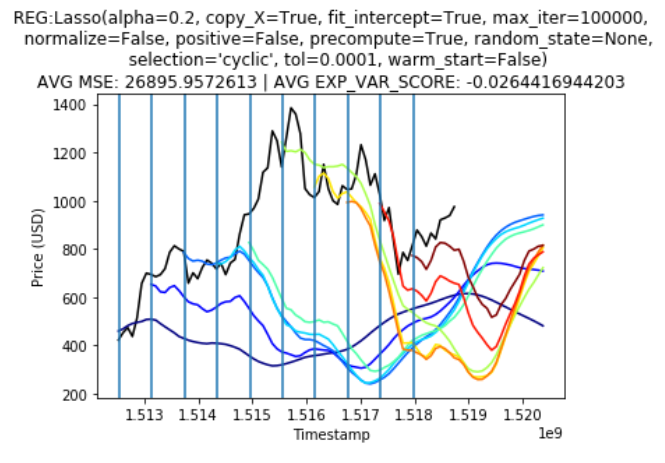 REG:Lasso(alpha=0.2, copy_X=True, fit_intercept=True, max_iter=100000,
normalize=False, positive=False, precompute=True, random_state=None,
selection='cyclic', tol=0.0001, warm_start=False)
AVG MSE: 26895.9572613 | AVG EXP_VAR_SCORE: -0.0264416944203
1400
1200
1000
800
600
400
200
Price (USD)
1.513 1.514 1.515 1.516 1.517 1.518 1.519 1.520
1e9
Timestamp